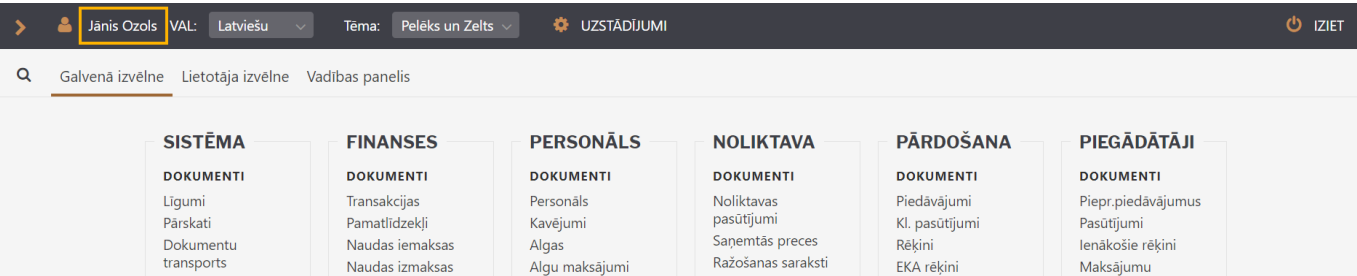 Jānis Ozols VAL: Latviešu Tēma: Pelēks un Zelts UZSTĀDĪJUMI IZIET
Galvenā izvēlne Lietotāja izvēlne Vadības panelis
SISTĒMA
DOKUMENTI
Līgumi
Pārskati
Dokumentu
transports
FINANSES
DOKUMENTI
Transakcijas
Pamatlīdzekļi
Naudas iemaksas
Naudas izmaksas
PERSONĀLS
DOKUMENTI
Personāls
Kavējumi
Algas
Algu maksājumi
NOLIKTAVA
DOKUMENTI
Noliktavas
pasūtījumi
Saņemtās preces
Ražošanas saraksti
PĀRDOŠANA
DOKUMENTI
Piedāvājumi
Kl. pasūtījumi
Rēķini
EKA rēķini
PIEGĀDĀTĀJI
DOKUMENTI
Piepr.piedāvājumus
Pasūtījumi
Ienākošie rēķini
Maksājumu